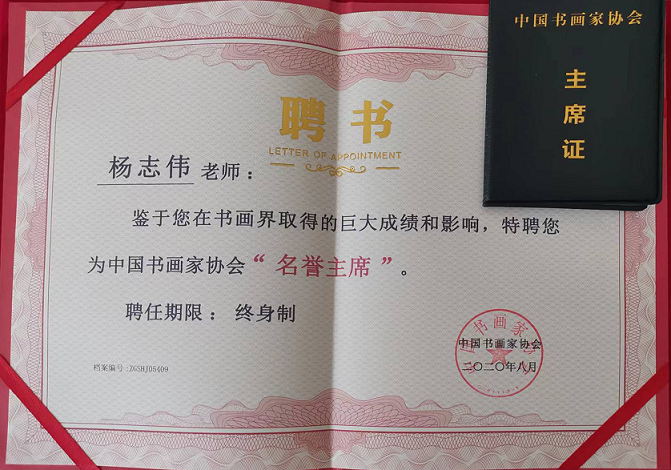 中国书画家协会
主席证
聘书
LETTER OF APPOINTMENT
杨志伟 老师：
鉴于您在书画界取得的巨大成绩和影响，特聘您
为中国书画家协会“名誉主席”。
聘任期限：终身制
中国书画家协会
二〇二〇年八月
档案编号:ZGSHJD5409